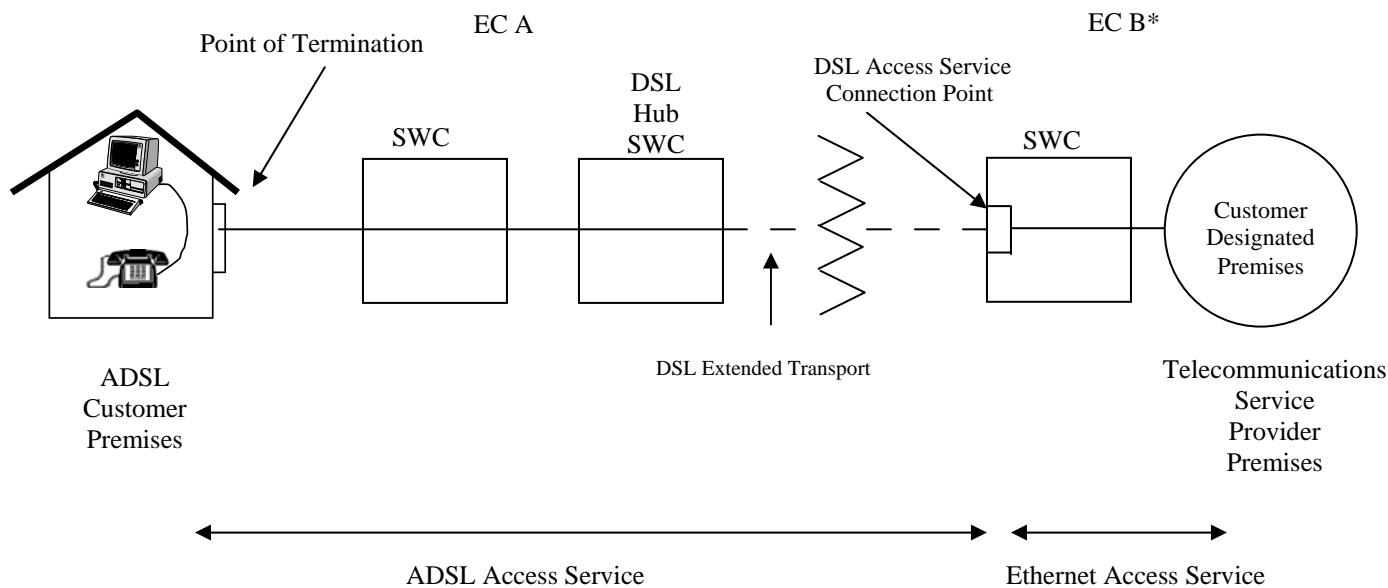 EC A
EC B*
Point of Termination
DSL Access Service
Connection Point
DSL
Hub
SWC
SWC
SWC
Customer
Designated
Premises
DSL Extended Transport
ADSL
Customer
Premises
Telecommunications
Service
Provider
Premises
ADSL Access Service
Ethernet Access Service